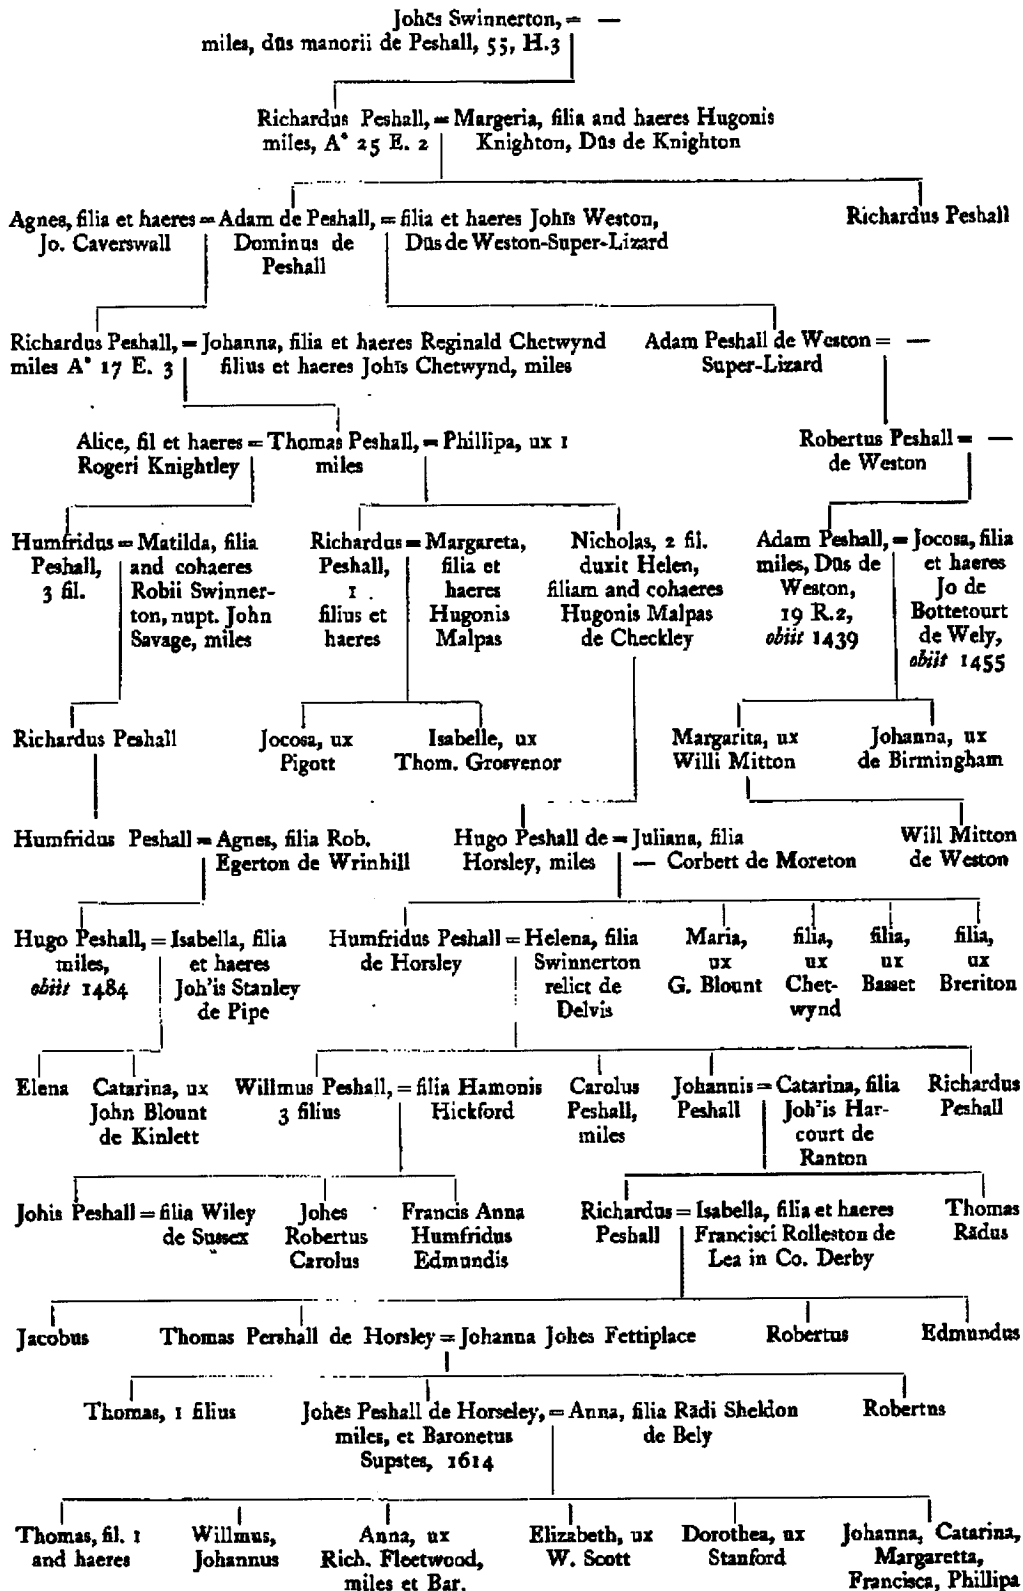 Johēs Swinnerton, = —
miles, dūs manorii de Peshall, 55, H.3
Richardus Peshall, = Margeria, filia and haeres Hugonis
miles, A° 25 E. 2 Knighton, Dūs de Knighton
Agnes, filia et haeres = Adam de Peshall, = filia et haeres Johīs Weston,
Jo. Caverswall Dominus de Dūs de Weston-Super-Lizard
Peshall
Richardus Peshall
Richardus Peshall, = Johanna, filia et haeres Reginald Chetwynd
miles A° 17 E. 3 filius et haeres Johīs Chetwynd, miles
Adam Peshall de Weston = —
Super-Lizard
Alice, fil et haeres = Thomas Peshall, = Phillipa, ux 1
Rogeri Knightley miles
Robertus Peshall = —
de Weston
Humfridus = Matilda, filia
Peshall, and cohaeres
3 fil. Robii Swinner-
ton, nupt. John
Savage, miles
Richardus = Margareta,
Peshall, filia et
1 haeres
filius et Hugonis
haeres Malpas
Nicholas, 2 fil.
duxit Helen,
filiam and cohaeres
Hugonis Malpas
de Checkley
Adam Peshall, = Jocosa, filia
miles, Dūs de et haeres
Weston, Jo de
19 R.2, Bottetourt
obiit 1439 de Wely,
obiit 1455
Richardus Peshall
Jocosa, ux
Pigott
Isabelle, ux
Thom. Grosvenor
Margarita, ux
Willi Mitton
Johanna, ux
de Birmingham
Humfridus Peshall = Agnes, filia Rob.
Egerton de Wrinhill
Hugo Peshall de = Juliana, filia
Horsley, miles — Corbett de Moreton
Will Mitton
de Weston
Hugo Peshall, = Isabella, filia
miles, et haeres
obiit 1484 Joh'is Stanley
de Pipe
Humfridus Peshall = Helena, filia
de Horsley Swinnerton
relict de
Delvis
Maria,
ux
G. Blount
filia,
ux
Chet-
wynd
filia,
ux
Basset
filia,
ux
Breriton
Elena
Catarina, ux
John Blount
de Kinlett
Willmus Peshall, = filia Hamonis
3 filius Hickford
Carolus
Peshall,
miles
Johannis = Catarina, filia
Peshall Joh'is Har-
court de
Ranton
Richardus
Peshall
Johis Peshall = filia Wiley
de Sussex
Johes
Robertus
Carolus
Francis Anna
Humfridus
Edmundis
Richardus = Isabella, filia et haeres
Peshall Francisci Rolleston de
Lea in Co. Derby
Thomas
Rādus
Jacobus
Thomas Pershall de Horsley = Johanna Johes Fettiplace
Robertus
Edmundus
Thomas, 1 filius
Johēs Peshall de Horseley, = Anna, filia Rādi Sheldon
miles, et Baronetus de Bely
Supstes, 1614
Robertus
Thomas, fil. 1
and haeres
Willmus,
Johannus
Anna, ux
Rich. Fleetwood,
miles et Bar.
Elizabeth, ux
W. Scott
Dorothea, ux
Stanford
Johanna, Catarina,
Margaretta,
Francisca, Phillipa